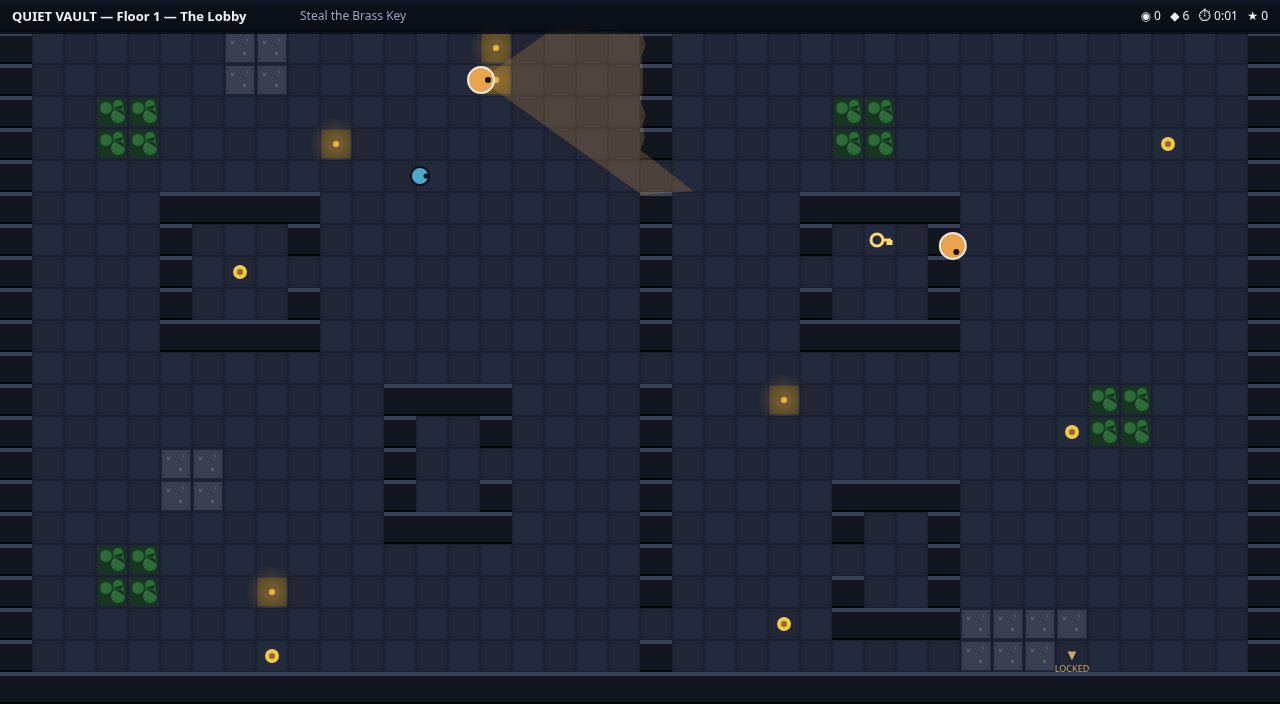 QUIET VAULT — Floor 1 — The Lobby Steal the Brass Key ◉ 0 ◆ 6 ⏱ 0:01 ★ 0
LOCKED